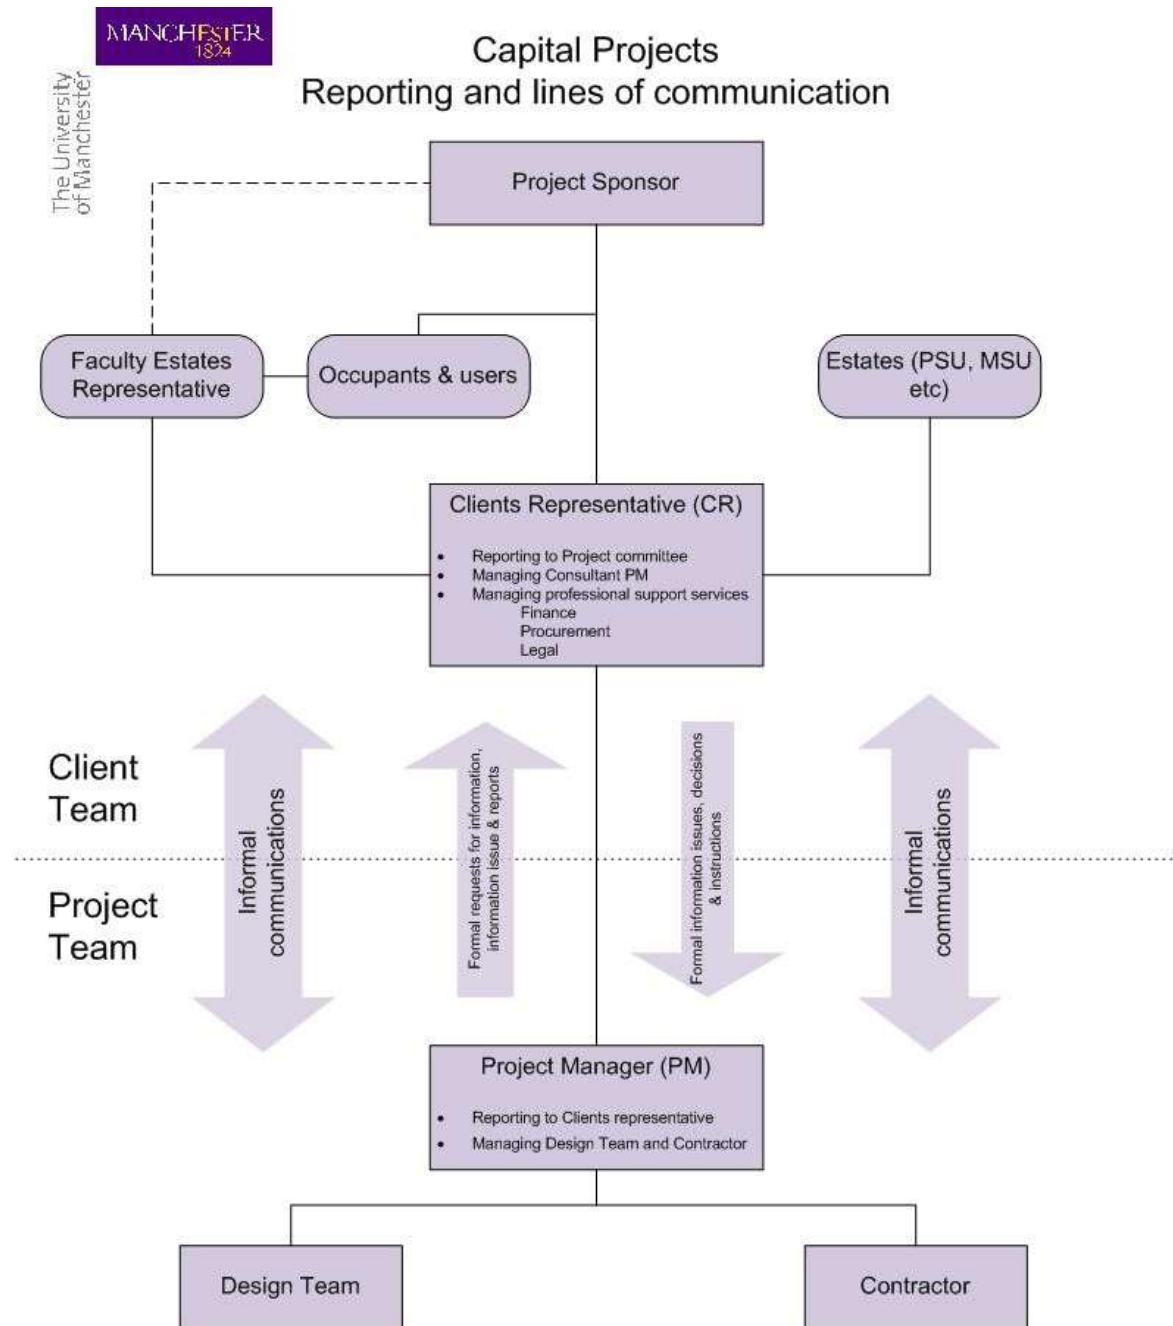 MANCHESTER
1824
The University
of Manchester
Capital Projects
Reporting and lines of communication
Project Sponsor
Faculty Estates
Representative
Occupants & users
Estates (PSU, MSU
etc)
Clients Representative (CR)
• Reporting to Project committee
• Managing Consultant PM
• Managing professional support services
Finance
Procurement
Legal
Client
Team
Project
Team
Informal
communications
Formal requests for information,
information issue & reports
Formal information issues, decisions
& instructions
Informal
communications
Project Manager (PM)
• Reporting to Clients representative
• Managing Design Team and Contractor
Design Team
Contractor